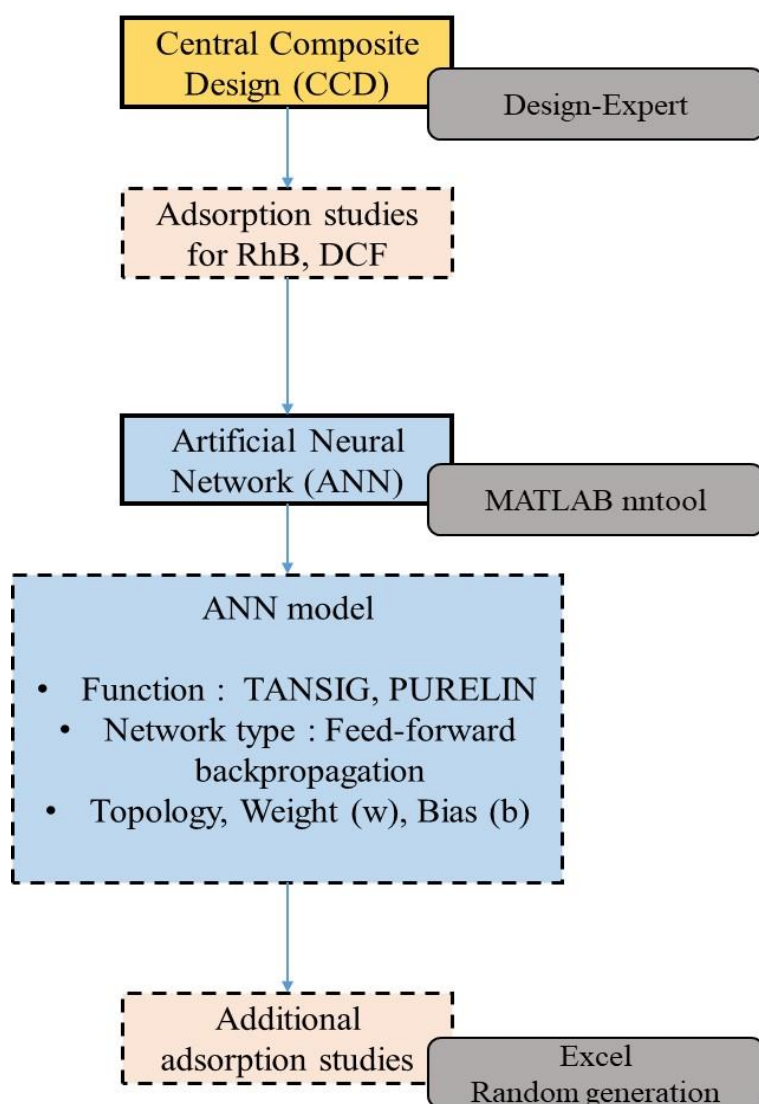 Central Composite
Design (CCD)
Design-Expert
Adsorption studies
for RhB, DCF
Artificial Neural
Network (ANN)
MATLAB nntool
ANN model
• Function : TANSIG, PURELIN
• Network type : Feed-forward
backpropagation
• Topology, Weight (w), Bias (b)
Additional
adsorption studies
Excel
Random generation